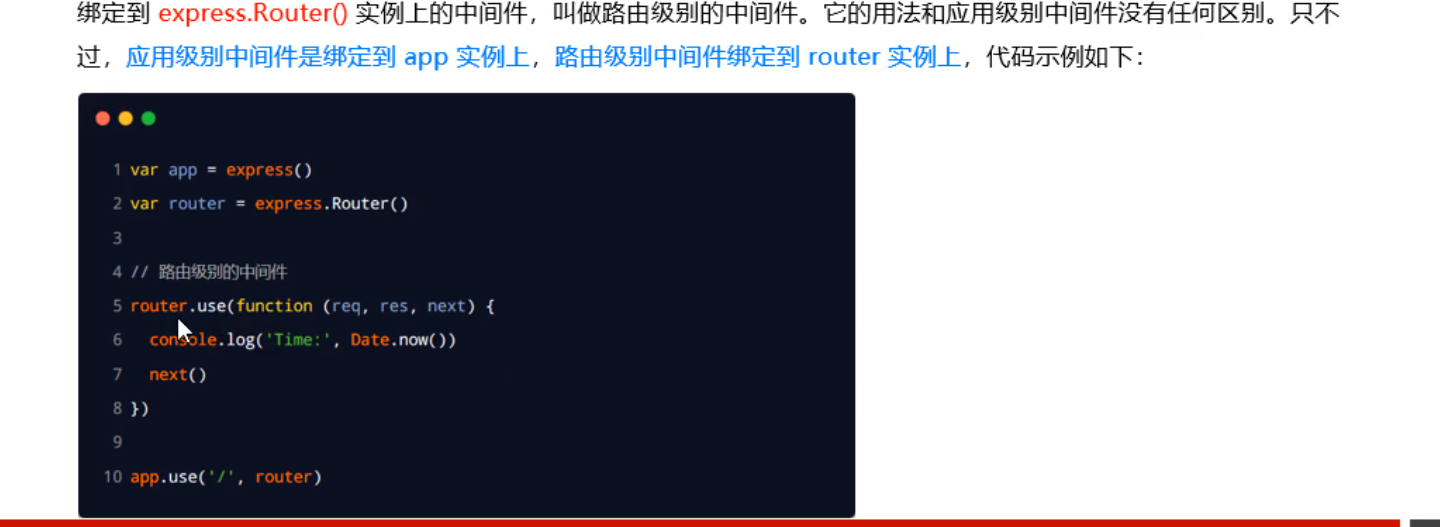 绑定到 express.Router() 实例上的中间件，叫做路由级别的中间件。它的用法和应用级别中间件没有任何区别。只不
过，应用级别中间件是绑定到 app 实例上，路由级别中间件绑定到 router 实例上，代码示例如下：
1 var app = express()
2 var router = express.Router()
3
4 // 路由级别的中间件
5 router.use(function (req, res, next) {
6   console.log('Time:', Date.now())
7   next()
8 })
9
10 app.use('/', router)